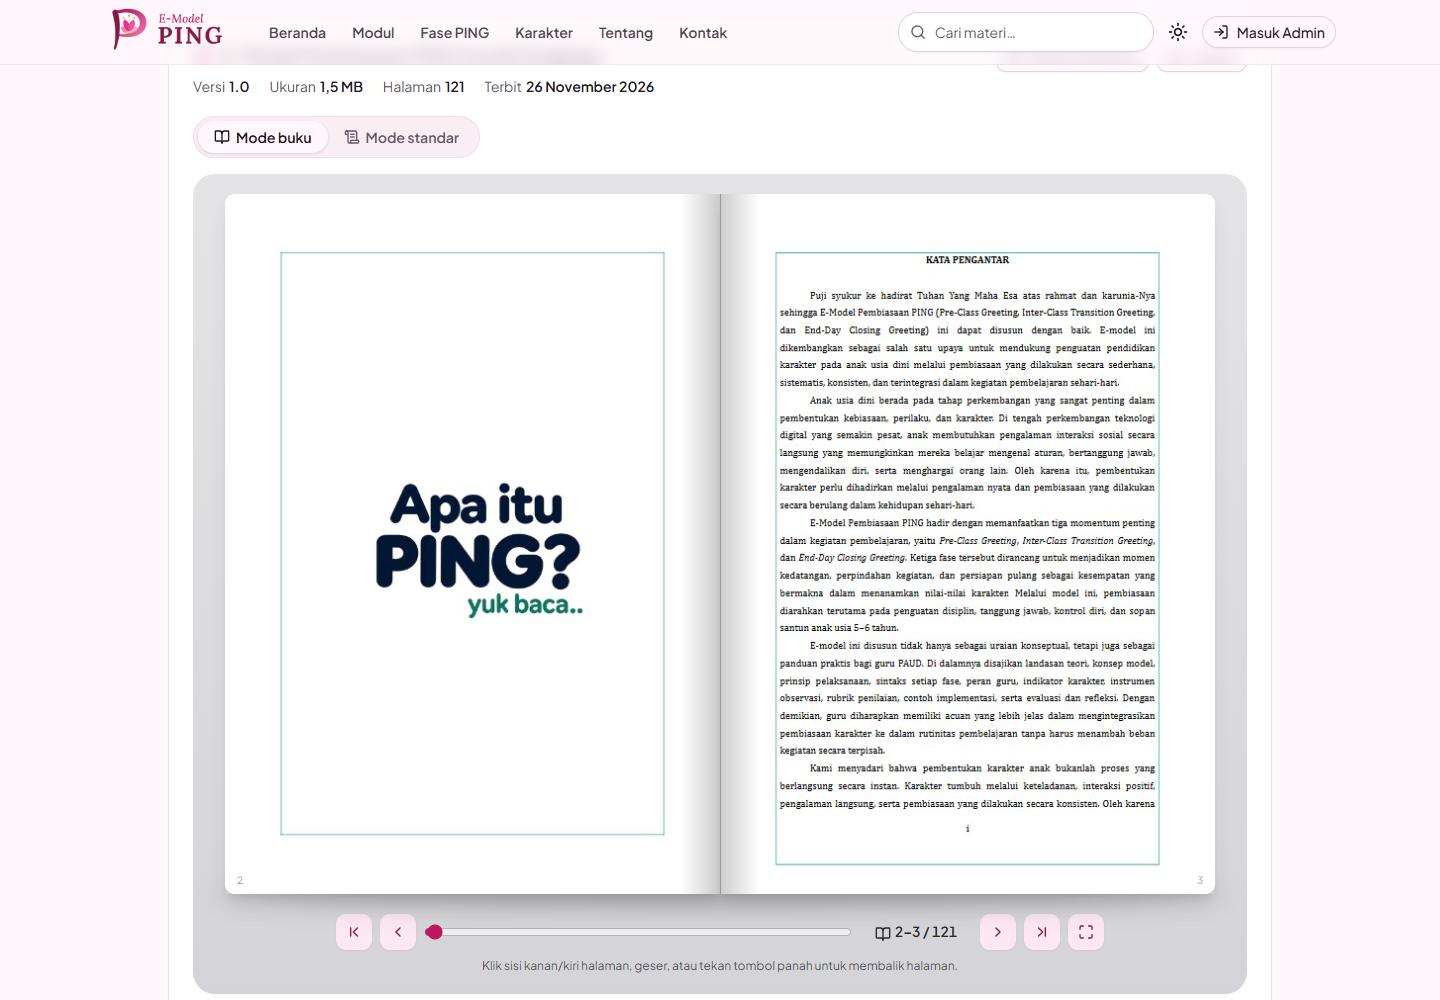 E-Model
PING
Beranda
Modul
Fase PING
Karakter
Tentang
Kontak
Cari materi...
Masuk Admin
Versi 1.0
Ukuran 1,5 MB
Halaman 121
Terbit 26 November 2026
Mode buku
Mode standar
Apa itu
PING?
yuk baca..
2
KATA PENGANTAR
Puji syukur ke hadirat Tuhan Yang Maha Esa atas rahmat dan karunia-Nya
sehingga E-Model Pembiasaan PING (Pre-Class Greeting, Inter-Class Transition Greeting,
dan End-Day Closing Greeting) ini dapat disusun dengan baik. E-model ini
dikembangkan sebagai salah satu upaya untuk mendukung penguatan pendidikan
karakter pada anak usia dini melalui pembiasaan yang dilakukan secara sederhana,
sistematis, konsisten, dan terintegrasi dalam kegiatan pembelajaran sehari-hari.
Anak usia dini berada pada tahap perkembangan yang sangat penting dalam
pembentukan kebiasaan, perilaku, dan karakter. Di tengah perkembangan teknologi
digital yang semakin pesat, anak membutuhkan pengalaman interaksi sosial secara
langsung yang memungkinkan mereka belajar mengenal aturan, bertanggung jawab,
mengendalikan diri, serta menghargai orang lain. Oleh karena itu, pembentukan
karakter perlu dihadirkan melalui pengalaman nyata dan pembiasaan yang dilakukan
secara berulang dalam kehidupan sehari-hari.
E-Model Pembiasaan PING hadir dengan memanfaatkan tiga momentum penting
dalam kegiatan pembelajaran, yaitu Pre-Class Greeting, Inter-Class Transition Greeting,
dan End-Day Closing Greeting. Ketiga fase tersebut dirancang untuk menjadikan momen
kedatangan, perpindahan kegiatan, dan persiapan pulang sebagai kesempatan yang
bermakna dalam menanamkan nilai-nilai karakter. Melalui model ini, pembiasaan
diarahkan terutama pada penguatan disiplin, tanggung jawab, kontrol diri, dan sopan
santun anak usia 5–6 tahun.
E-model ini disusun tidak hanya sebagai uraian konseptual, tetapi juga sebagai
panduan praktis bagi guru PAUD. Di dalamnya disajikan landasan teori, konsep model,
prinsip pelaksanaan, sintaks setiap fase, peran guru, indikator karakter, instrumen
observasi, rubrik penilaian, contoh implementasi, serta evaluasi dan refleksi. Dengan
demikian, guru diharapkan memiliki acuan yang lebih jelas dalam mengintegrasikan
pembiasaan karakter ke dalam rutinitas pembelajaran tanpa harus menambah beban
kegiatan secara terpisah.
Kami menyadari bahwa pembentukan karakter anak bukanlah proses yang
berlangsung secara instan. Karakter tumbuh melalui keteladanan, interaksi positif,
pengalaman langsung, serta pembiasaan yang dilakukan secara konsisten. Oleh karena
i
3
2–3 / 121
Klik sisi kanan/kiri halaman, geser, atau tekan tombol panah untuk membalik halaman.